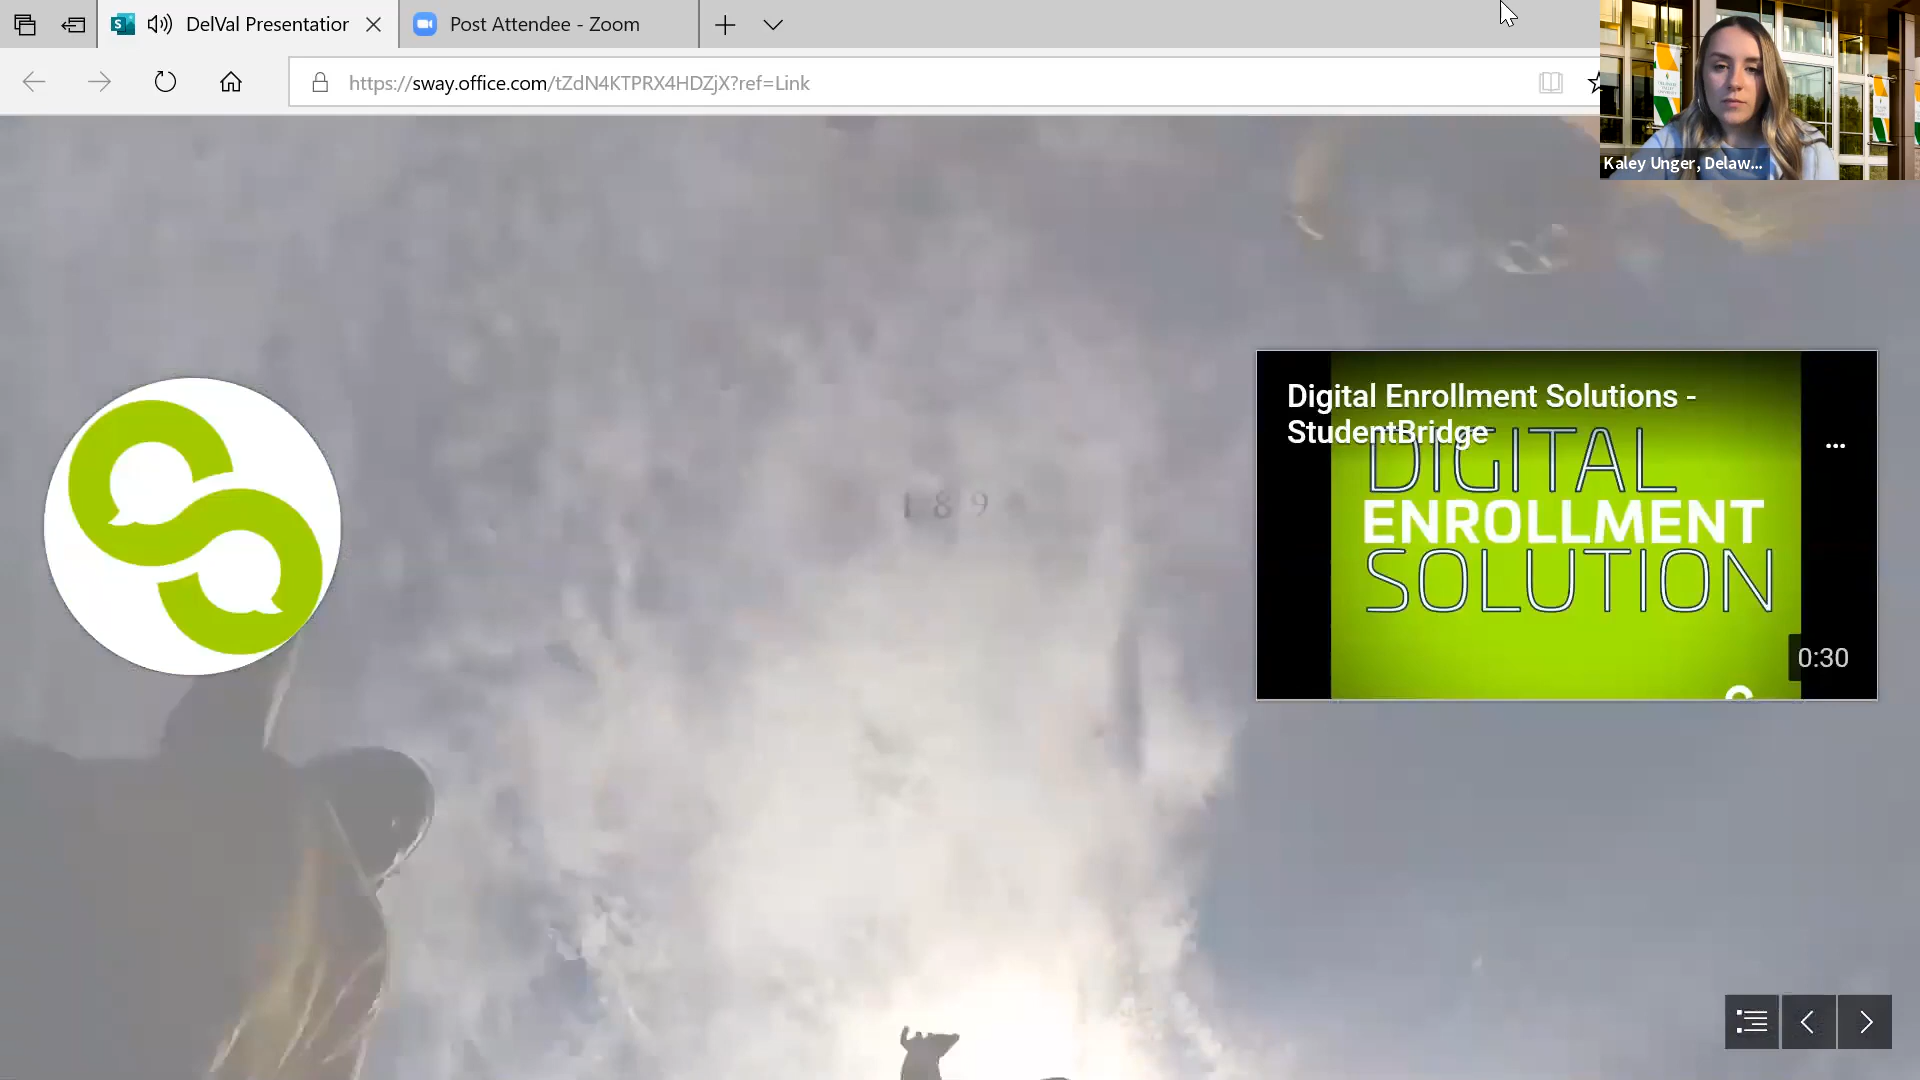 DelVal Presentation
Post Attendee - Zoom
https://sway.office.com/tZdN4KTPRX4HDZjX?ref=Link
Kaley Unger, Delaw...
189
Digital Enrollment Solutions -
StudentBridge
DIGITAL
ENROLLMENT
SOLUTION
0:30